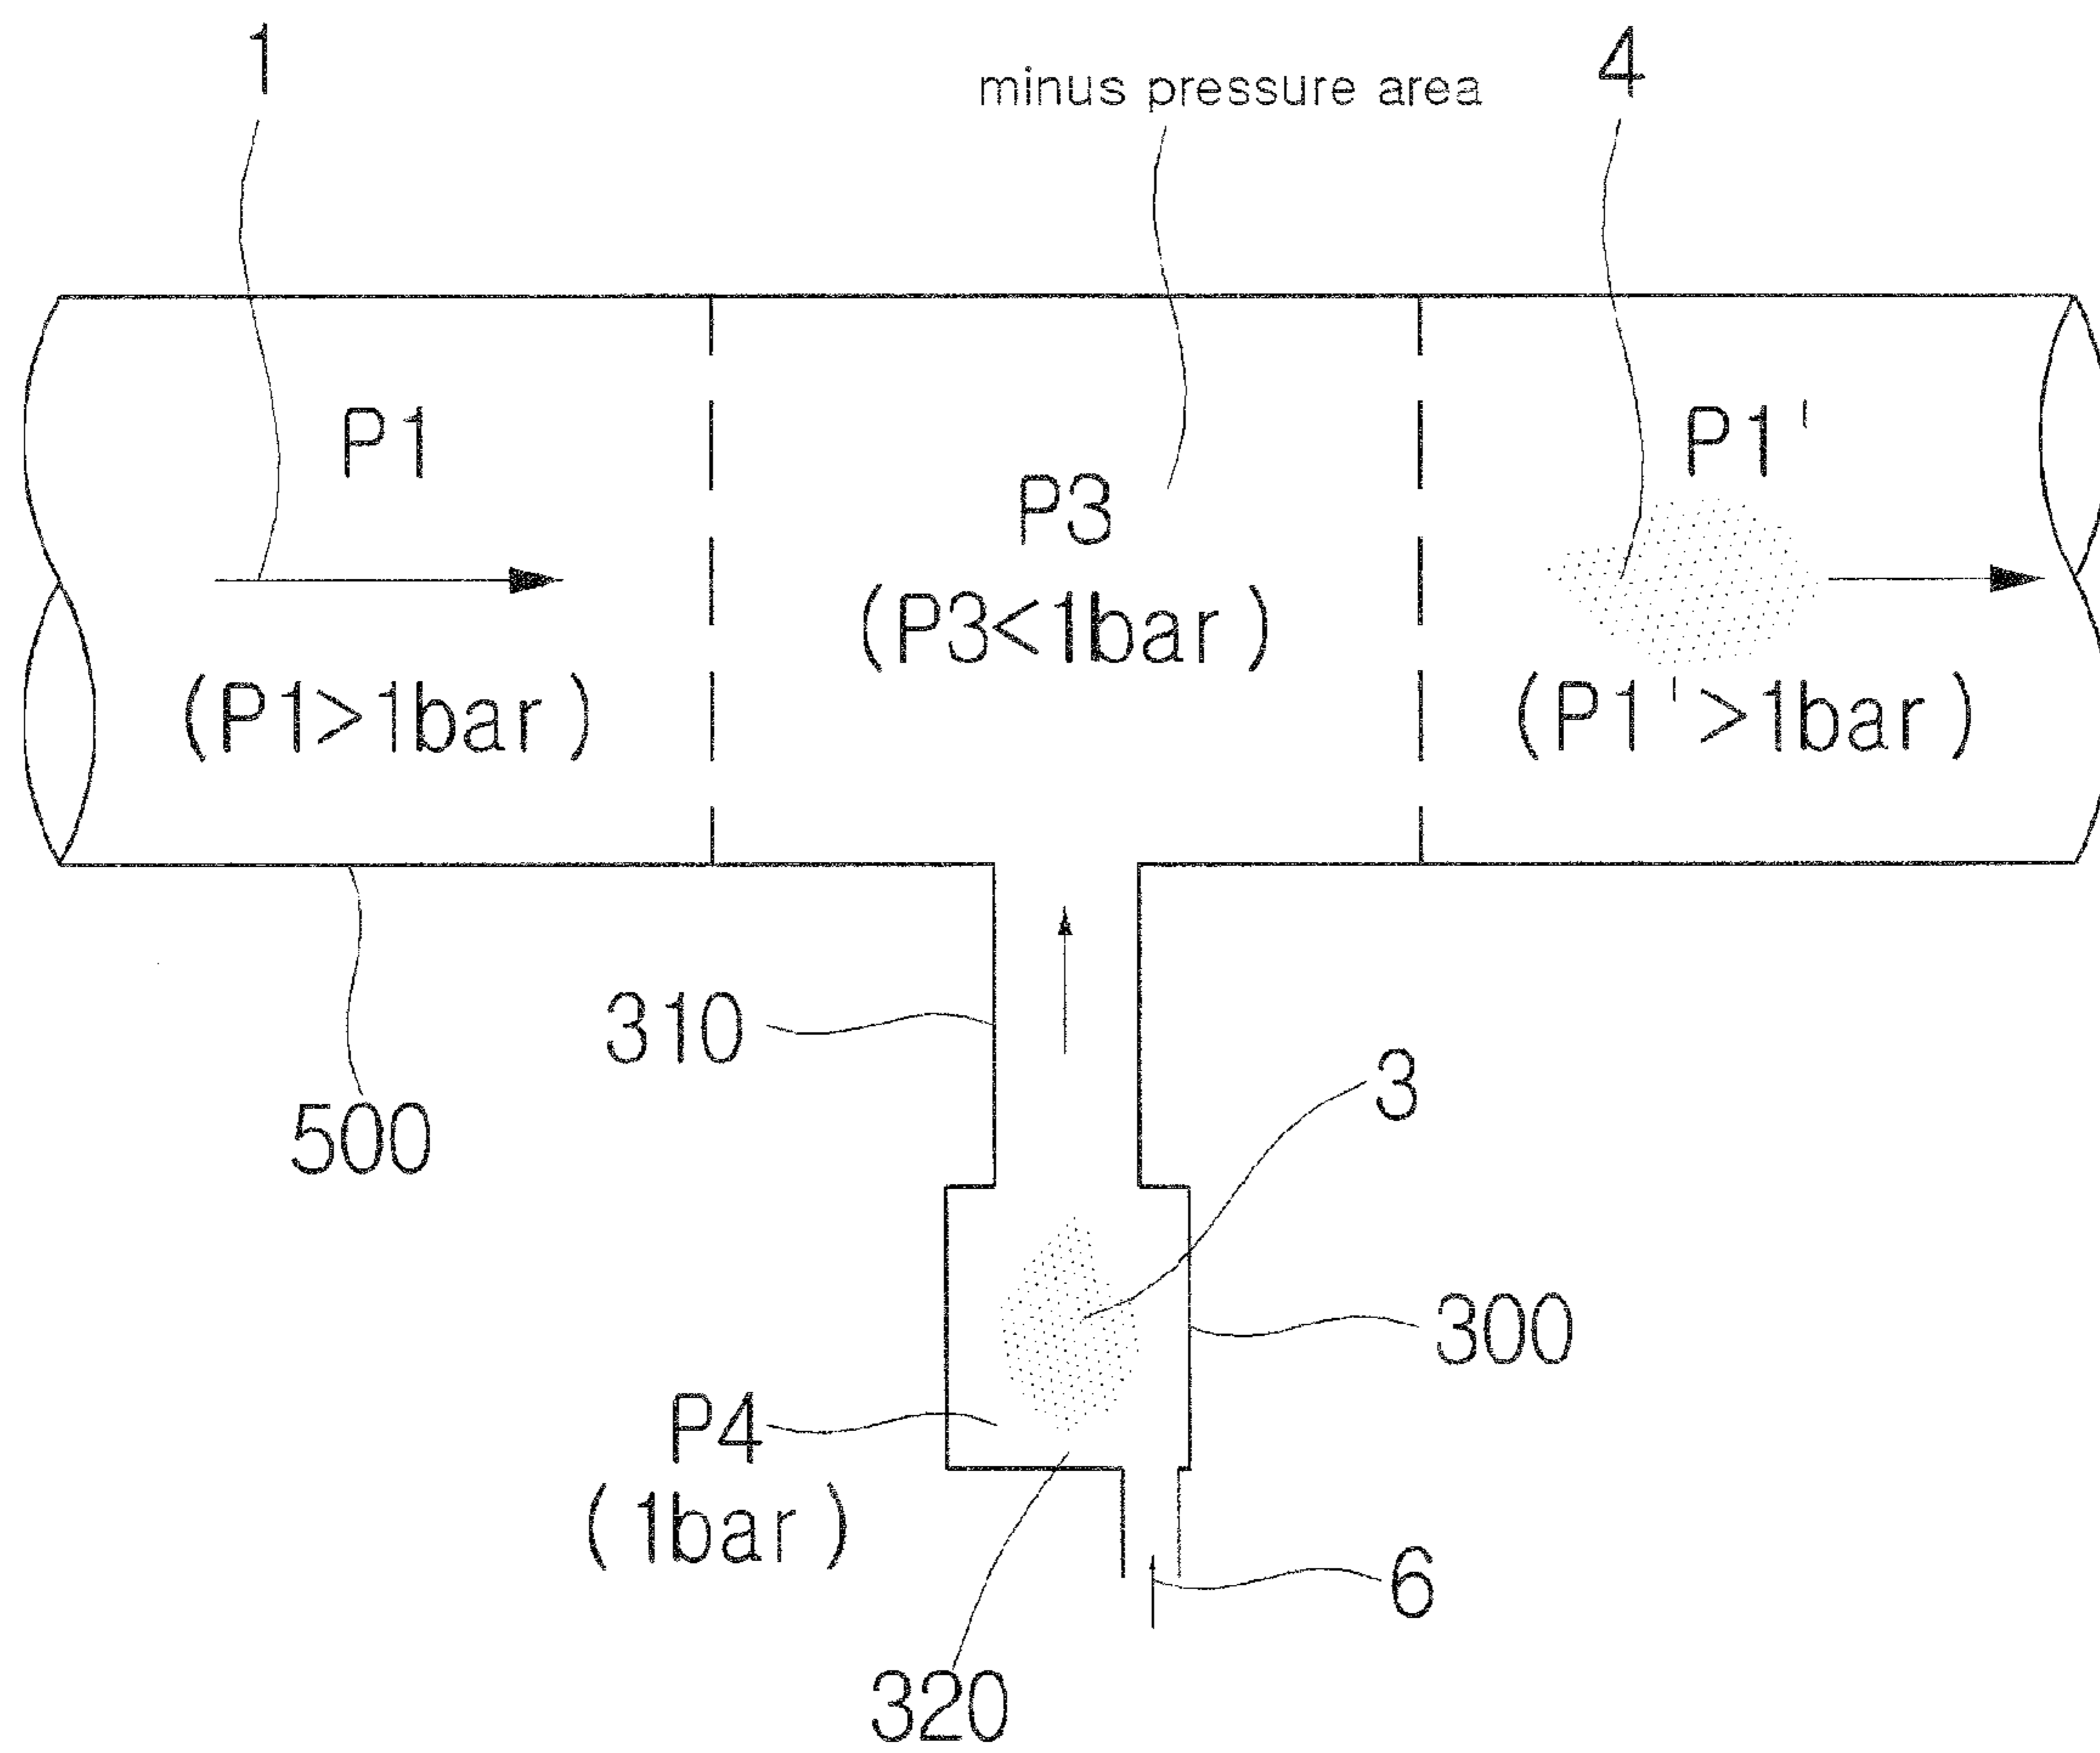 1
minus pressure area
4
P1
P3
P1'
(P3<1bar)
(P1>1bar)
(P1'>1bar)
310
3
500
300
P4
(1bar)
6
320